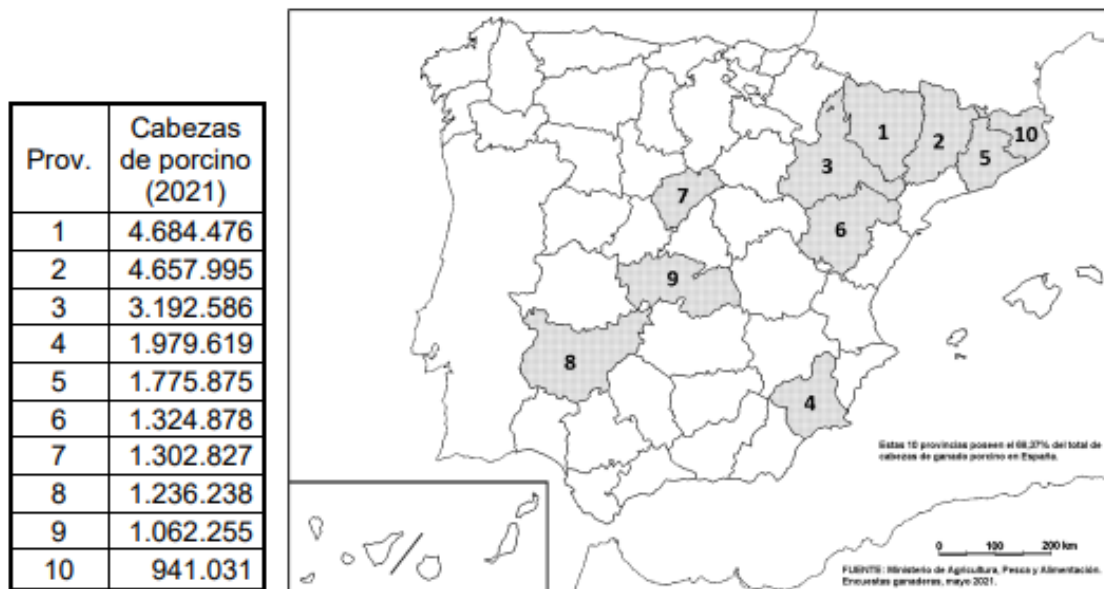 Prov.
Cabezas
de porcino
(2021)
1 4.684.476
2 4.657.995
3 3.192.586
4 1.979.619
5 1.775.875
6 1.324.878
7 1.302.827
8 1.236.238
9 1.062.255
10 941.031
1
2
10
5
3
7
6
9
8
4
Estas 10 provincias poseen el 68,27% del total de
cabezas de ganado porcino en España.
0 100 200 km
FUENTE: Ministerio de Agricultura, Pesca y Alimentación.
Encuestas ganaderas, mayo 2021.